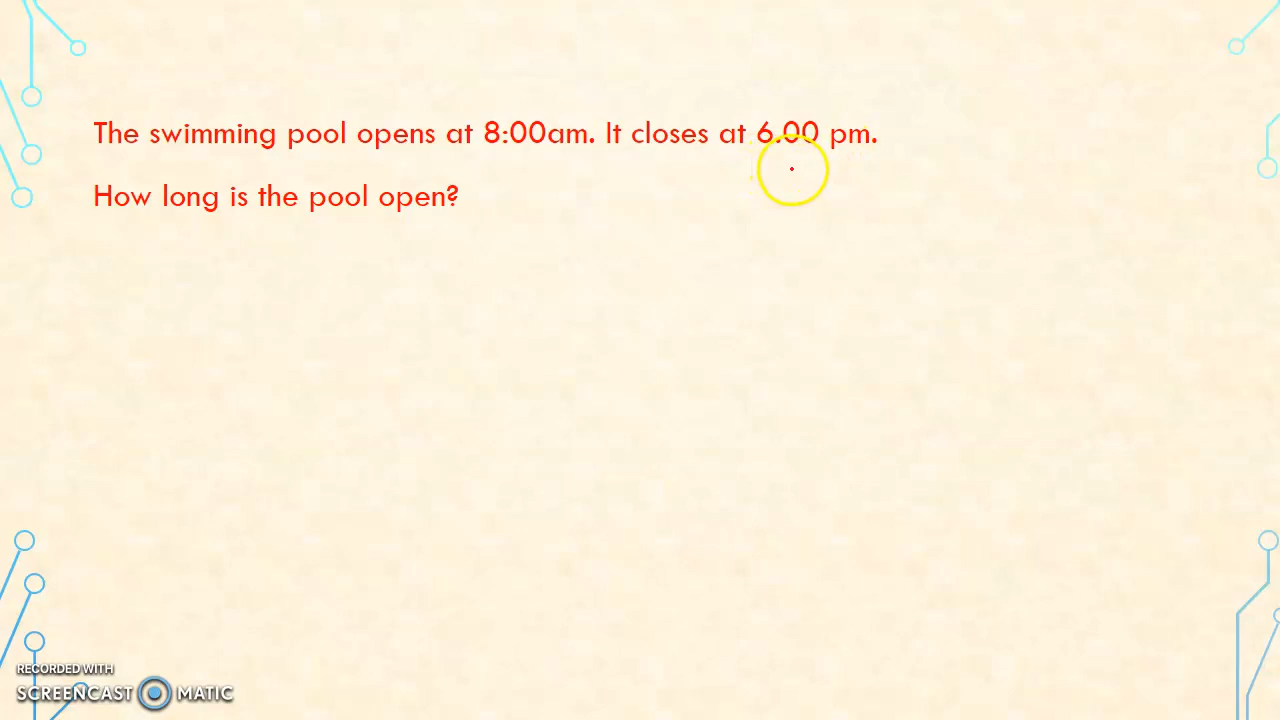 The swimming pool opens at 8:00am. It closes at 6.00 pm.
How long is the pool open?
RECORDED WITH
SCREENCAST MATIC